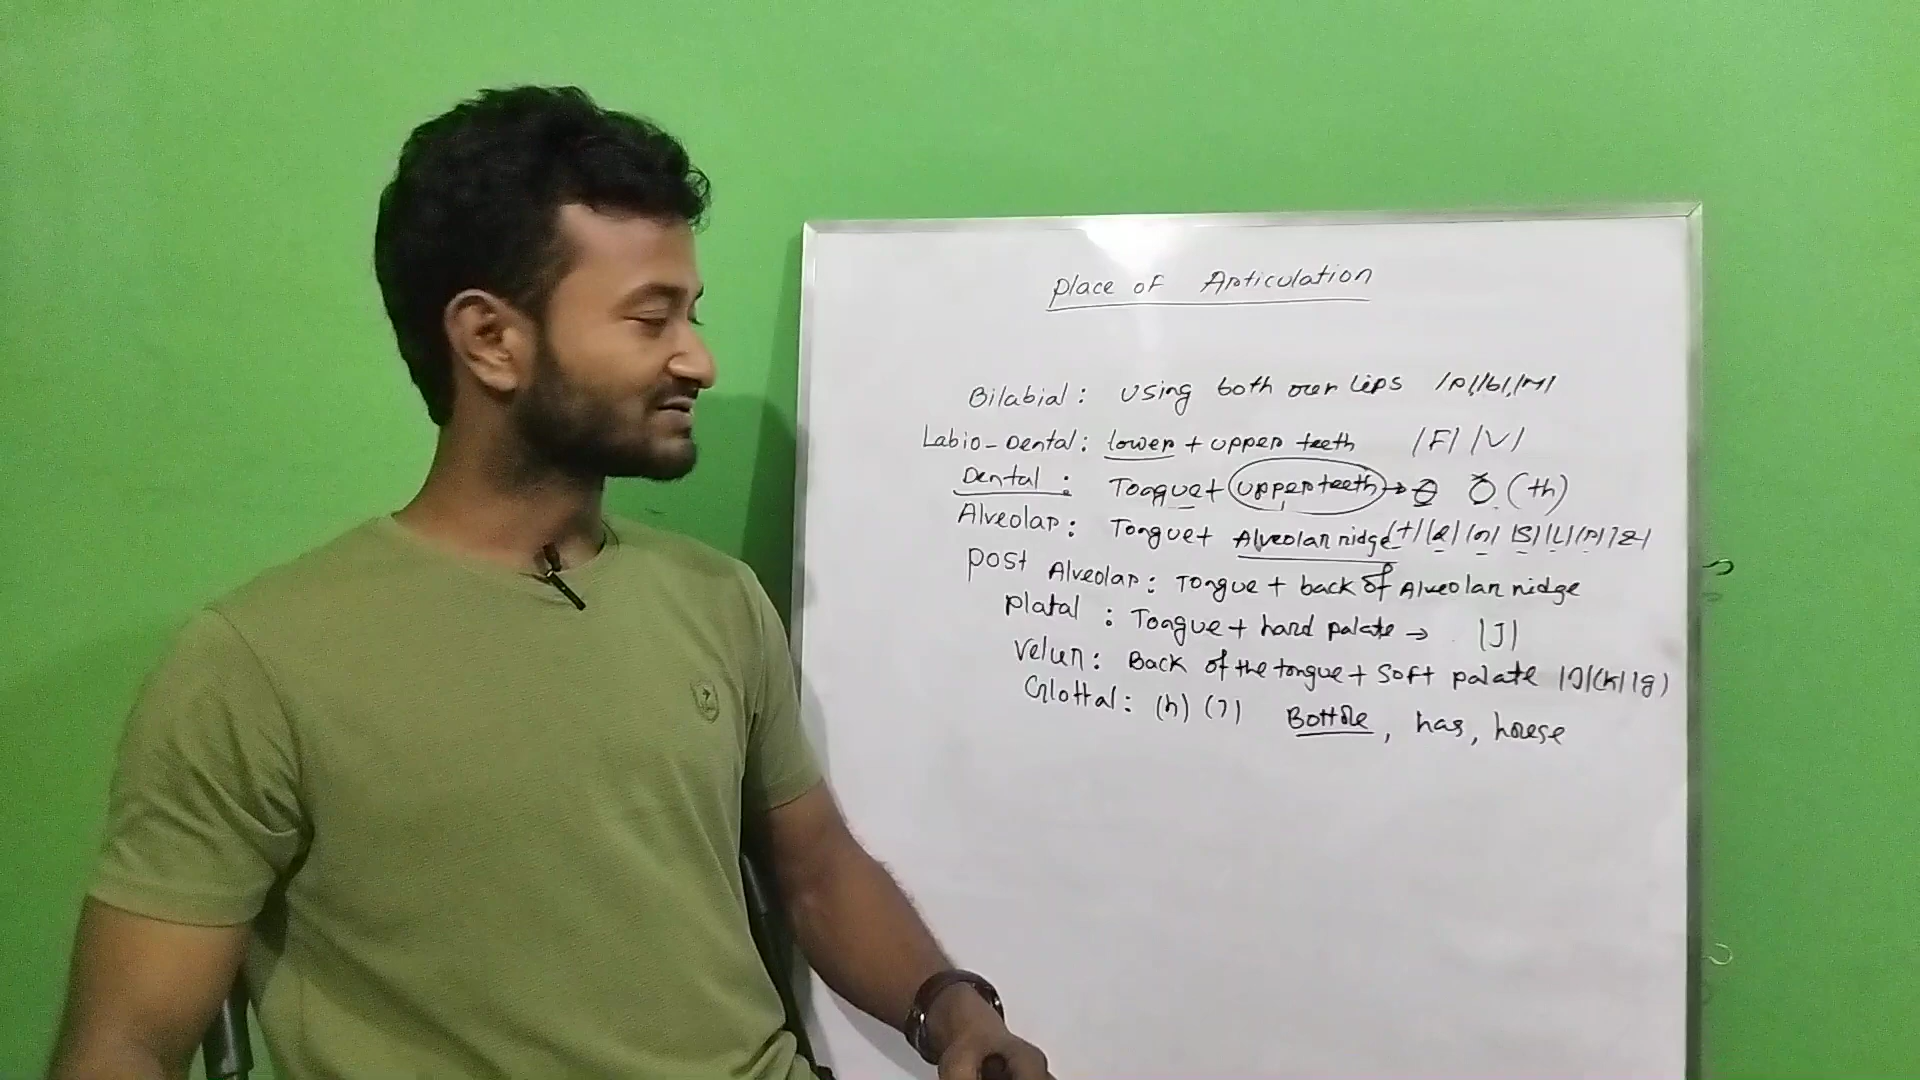 Place of Articulation
Bilabial: Using both our lips /p/,/b/,/m/
Labio-Dental: lower + upper teeth /F/ /V/
Dental: Tongue + upper teeth → θ ð (th)
Alveolar: Tongue + Alveolar ridge /t/ /d/ /n/ /s/ /L/ /r/ /z/
post Alveolar: Tongue + back of Alveolar ridge
platal: Tongue + hard palate → /J/
Back of the tongue + Soft palate /k/ /g/
Glottal: (h) Bottle, has, house